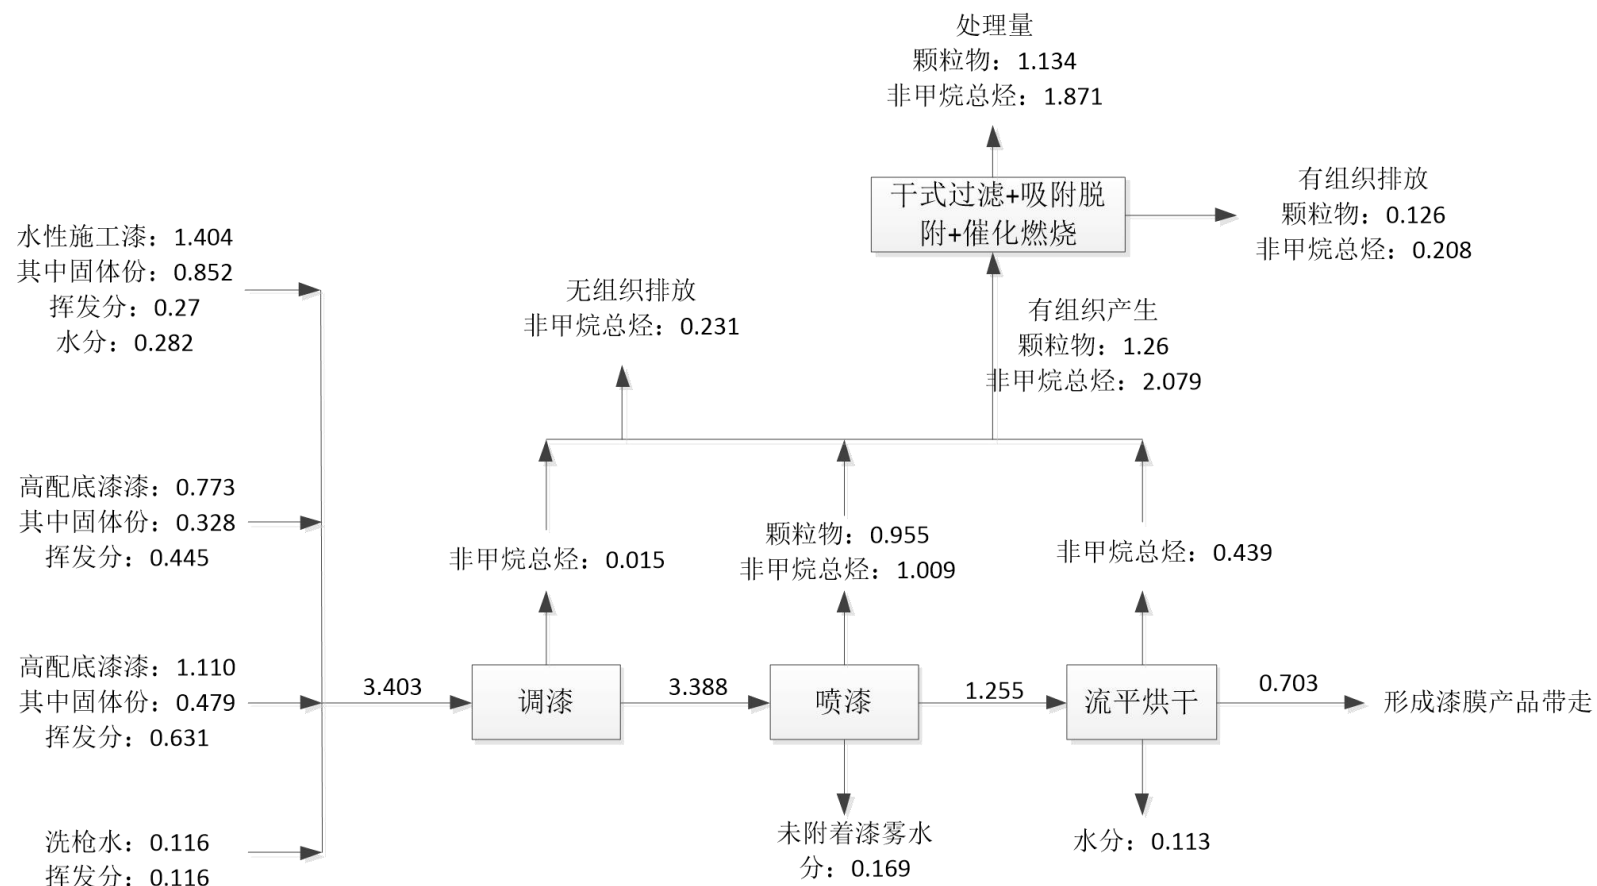 处理量
颗粒物：1.134
非甲烷总烃：1.871
干式过滤+吸附脱
附+催化燃烧
有组织排放
颗粒物：0.126
非甲烷总烃：0.208
水性施工漆：1.404
其中固体份：0.852
挥发分：0.27
水分：0.282
无组织排放
非甲烷总烃：0.231
有组织产生
颗粒物：1.26
非甲烷总烃：2.079
高配底漆漆：0.773
其中固体份：0.328
挥发分：0.445
非甲烷总烃：0.015
颗粒物：0.955
非甲烷总烃：1.009
非甲烷总烃：0.439
高配底漆漆：1.110
其中固体份：0.479
挥发分：0.631
3.403
调漆
3.388
喷漆
1.255
流平烘干
0.703
形成漆膜产品带走
洗枪水：0.116
挥发分：0.116
未附着漆雾水
分：0.169
水分：0.113